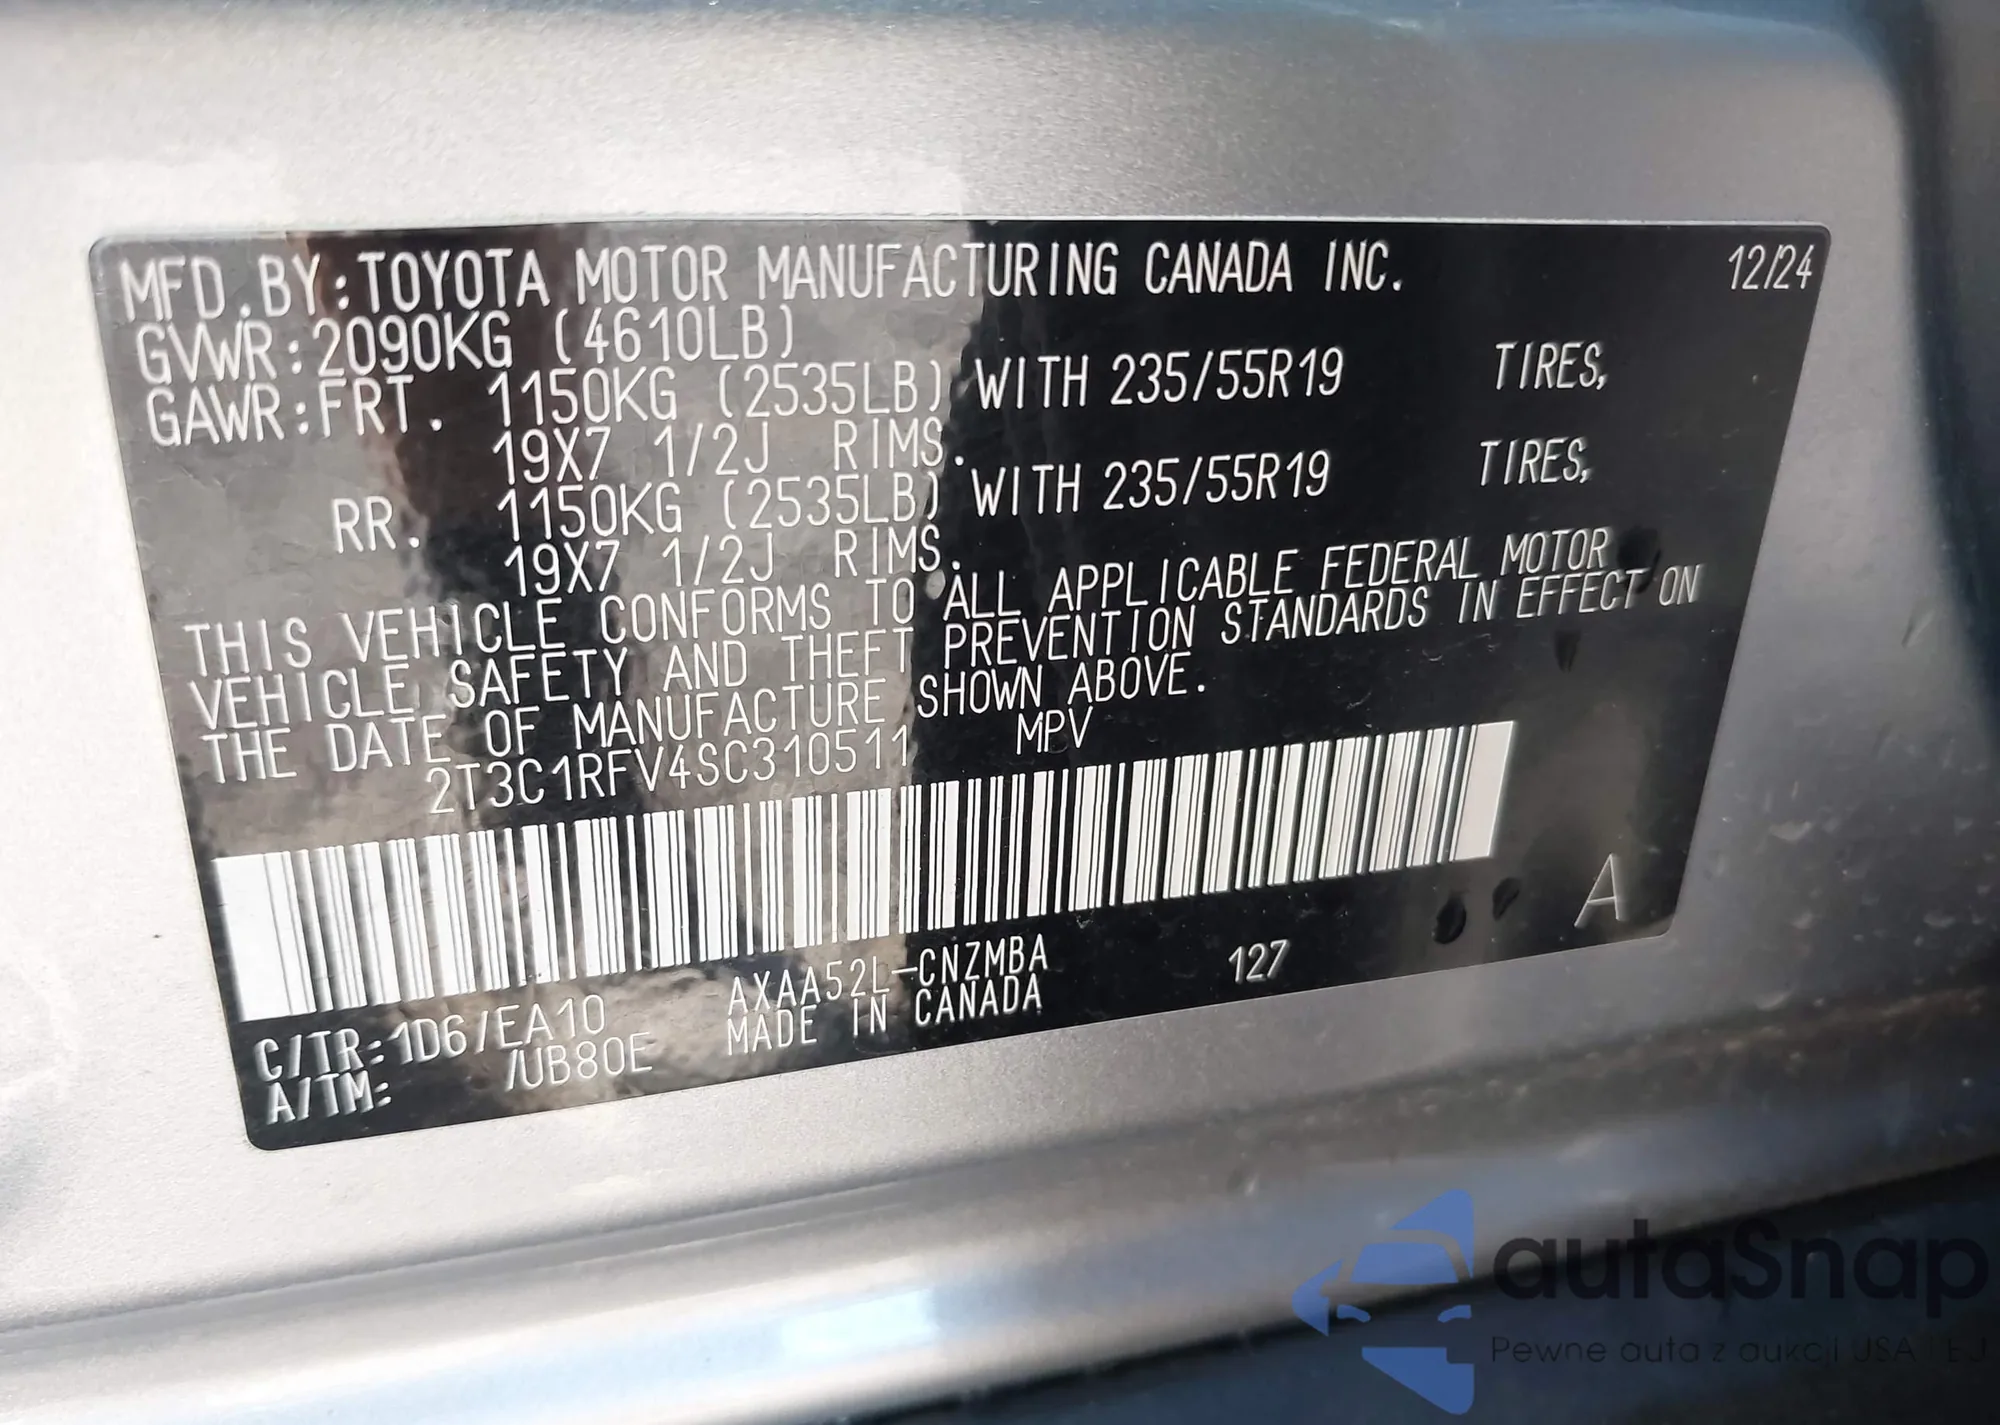 MFD.BY:TOYOTA MOTOR MANUFACTURING CANADA INC. 12/24
GVWR:2090KG (4610LB)
GAWR:FRT. 1150KG (2535LB) WITH 235/55R19 TIRES,
19X7 1/2J RIMS.
RR. 1150KG (2535LB) WITH 235/55R19 TIRES,
19X7 1/2J RIMS.
THIS VEHICLE CONFORMS TO ALL APPLICABLE FEDERAL MOTOR
VEHICLE SAFETY AND THEFT PREVENTION STANDARDS IN EFFECT ON
THE DATE OF MANUFACTURE SHOWN ABOVE.
2T3C1RFV4SC310511 MPV
A
C/TR:1D6/EA10 AXAA52L-CNZMBA 127
A/TM: /UB80E MADE IN CANADA
autaSnap
Pewne auta z aukcji USA i EJ